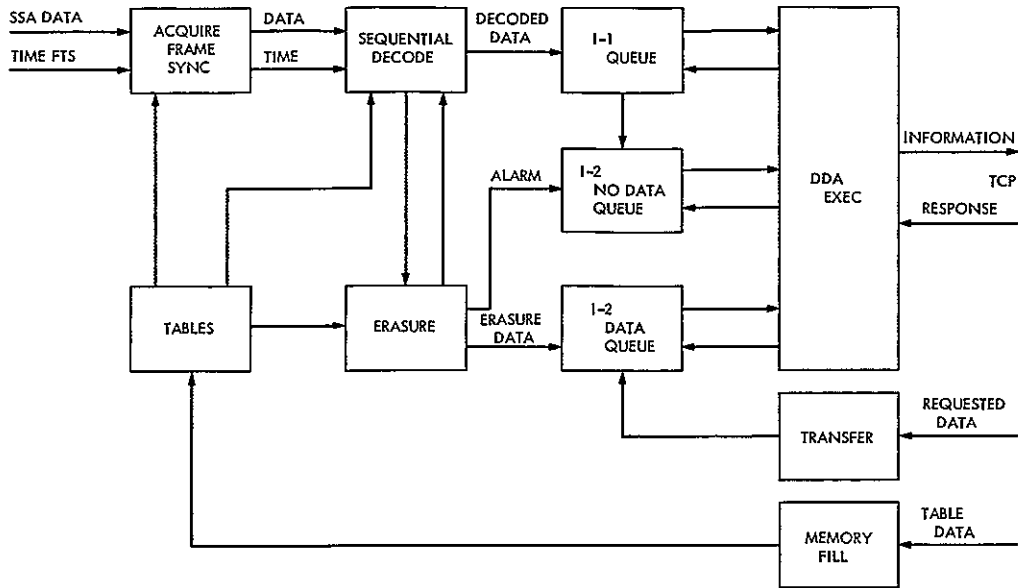 SSA DATA
TIME FTS
ACQUIRE
FRAME
SYNC
DATA
TIME
SEQUENTIAL
DECODE
DECODED
DATA
I-1
QUEUE
ALARM
I-2
NO DATA
QUEUE
DDA
EXEC
INFORMATION
TCP
RESPONSE
TABLES
ERASURE
ERASURE
DATA
I-2
DATA
QUEUE
TRANSFER
REQUESTED
DATA
MEMORY
FILL
TABLE
DATA